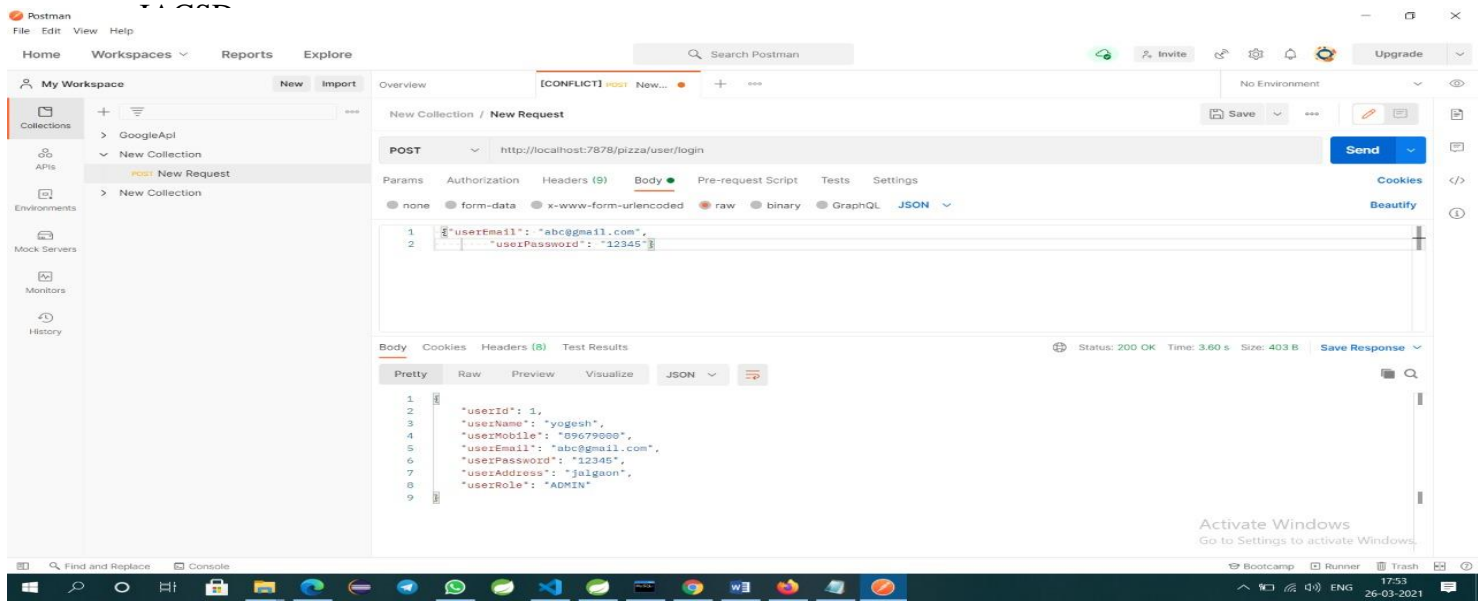 IACSD
Postman
File Edit View Help
Home Workspaces Reports Explore
Search Postman
Invite
Upgrade
My Workspace
New Import
Overview
[CONFLICT] POST New...
No Environment
Collections
APIs
Environments
Mock Servers
Monitors
History
GoogleApI
New Collection
POST New Request
New Collection
New Collection / New Request
Save
POST http://localhost:7878/pizza/user/login
Send
Params Authorization Headers (9) Body Pre-request Script Tests Settings
Cookies
none form-data x-www-form-urlencoded raw binary GraphQL JSON
Beautify
1 {"userEmail": "abc@gmail.com",
2 "userPassword": "12345"}
Body Cookies Headers (8) Test Results
Status: 200 OK Time: 3.60 s Size: 403 B Save Response
Pretty Raw Preview Visualize JSON
1 {
2 "userId": 1,
3 "userName": "yogesh",
4 "userMobile": "89679000",
5 "userEmail": "abc@gmail.com",
6 "userPassword": "12345",
7 "userAddress": "jalgaon",
8 "userRole": "ADMIN"
9 }
Activate Windows
Go to Settings to activate Windows.
Find and Replace Console
Bootcamp Runner Trash
ENG
17:53
26-03-2021